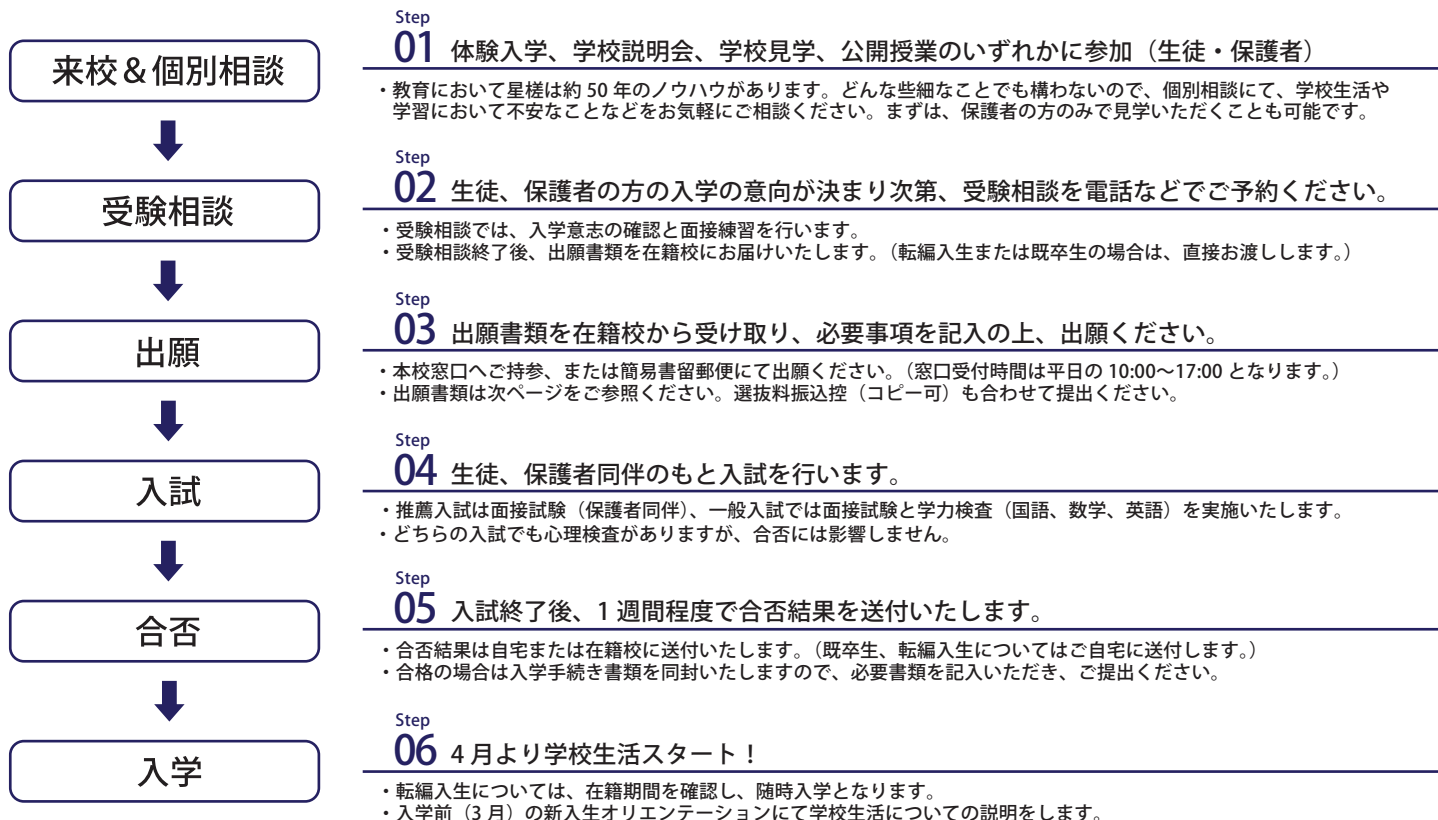 来校＆個別相談
Step
01 体験入学、学校説明会、学校見学、公開授業のいずれかに参加（生徒・保護者）
・教育において星槎は約 50 年のノウハウがあります。どんな些細なことでも構わないので、個別相談にて、学校生活や
学習において不安なことなどをお気軽にご相談ください。まずは、保護者の方のみで見学いただくことも可能です。
受験相談
Step
02 生徒、保護者の方の入学の意向が決まり次第、受験相談を電話などでご予約ください。
・受験相談では、入学意志の確認と面接練習を行います。
・受験相談終了後、出願書類を在籍校にお届けいたします。（転編入生または既卒生の場合は、直接お渡しします。）
出願
Step
03 出願書類を在籍校から受け取り、必要事項を記入の上、出願ください。
・本校窓口へご持参、または簡易書留郵便にて出願ください。（窓口受付時間は平日の 10:00～17:00 となります。）
・出願書類は次ページをご参照ください。選抜料振込控（コピー可）も合わせて提出ください。
入試
Step
04 生徒、保護者同伴のもと入試を行います。
・推薦入試は面接試験（保護者同伴）、一般入試では面接試験と学力検査（国語、数学、英語）を実施いたします。
・どちらの入試でも心理検査がありますが、合否には影響しません。
合否
Step
05 入試終了後、1 週間程度で合否結果を送付いたします。
・合否結果は自宅または在籍校に送付いたします。（既卒生、転編入生についてはご自宅に送付します。）
・合格の場合は入学手続き書類を同封いたしますので、必要書類を記入いただき、ご提出ください。
入学
Step
06 4 月より学校生活スタート！
・転編入生については、在籍期間を確認し、随時入学となります。
・入学前（3 月）の新入生オリエンテーションにて学校生活についての説明をします。